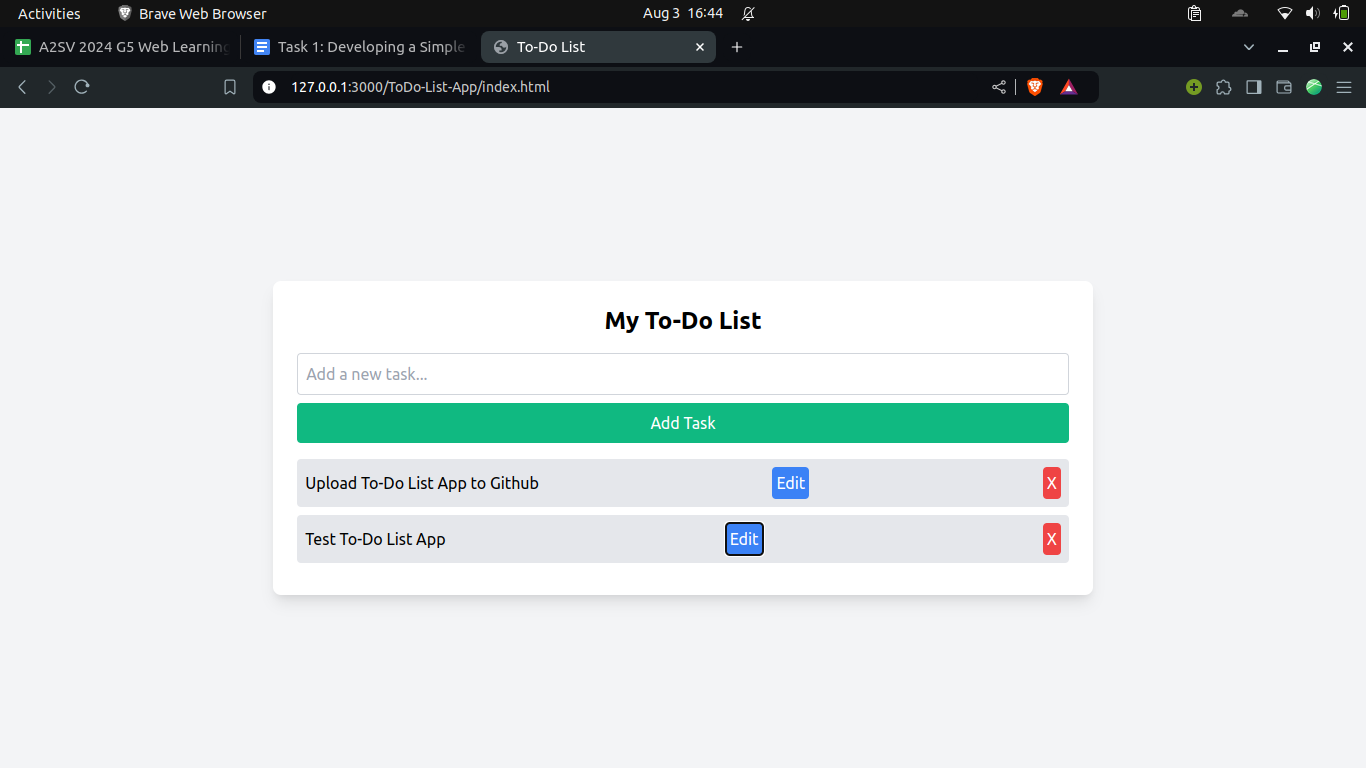 Activities Brave Web Browser Aug 3 16:44
A2SV 2024 G5 Web Learning Task 1: Developing a Simple To-Do List
127.0.0.1:3000/ToDo-List-App/index.html
My To-Do List
Add a new task...
Add Task
Upload To-Do List App to Github Edit X
Test To-Do List App Edit X